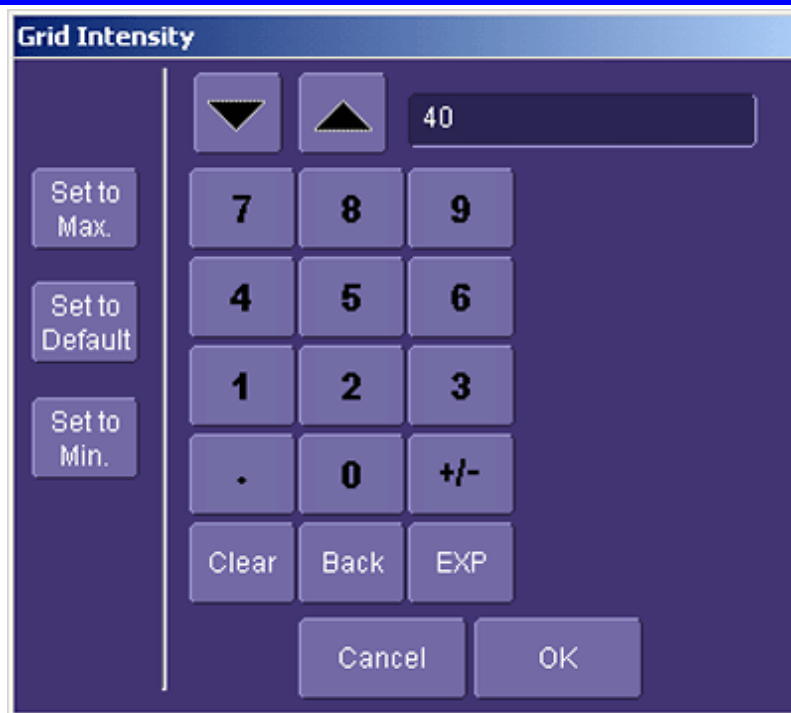 Grid Intensity
40
Set to
Max.
7 8 9
Set to
Default
4 5 6
1 2 3
Set to
Min.
. 0 +/-
Clear Back EXP
Cancel OK